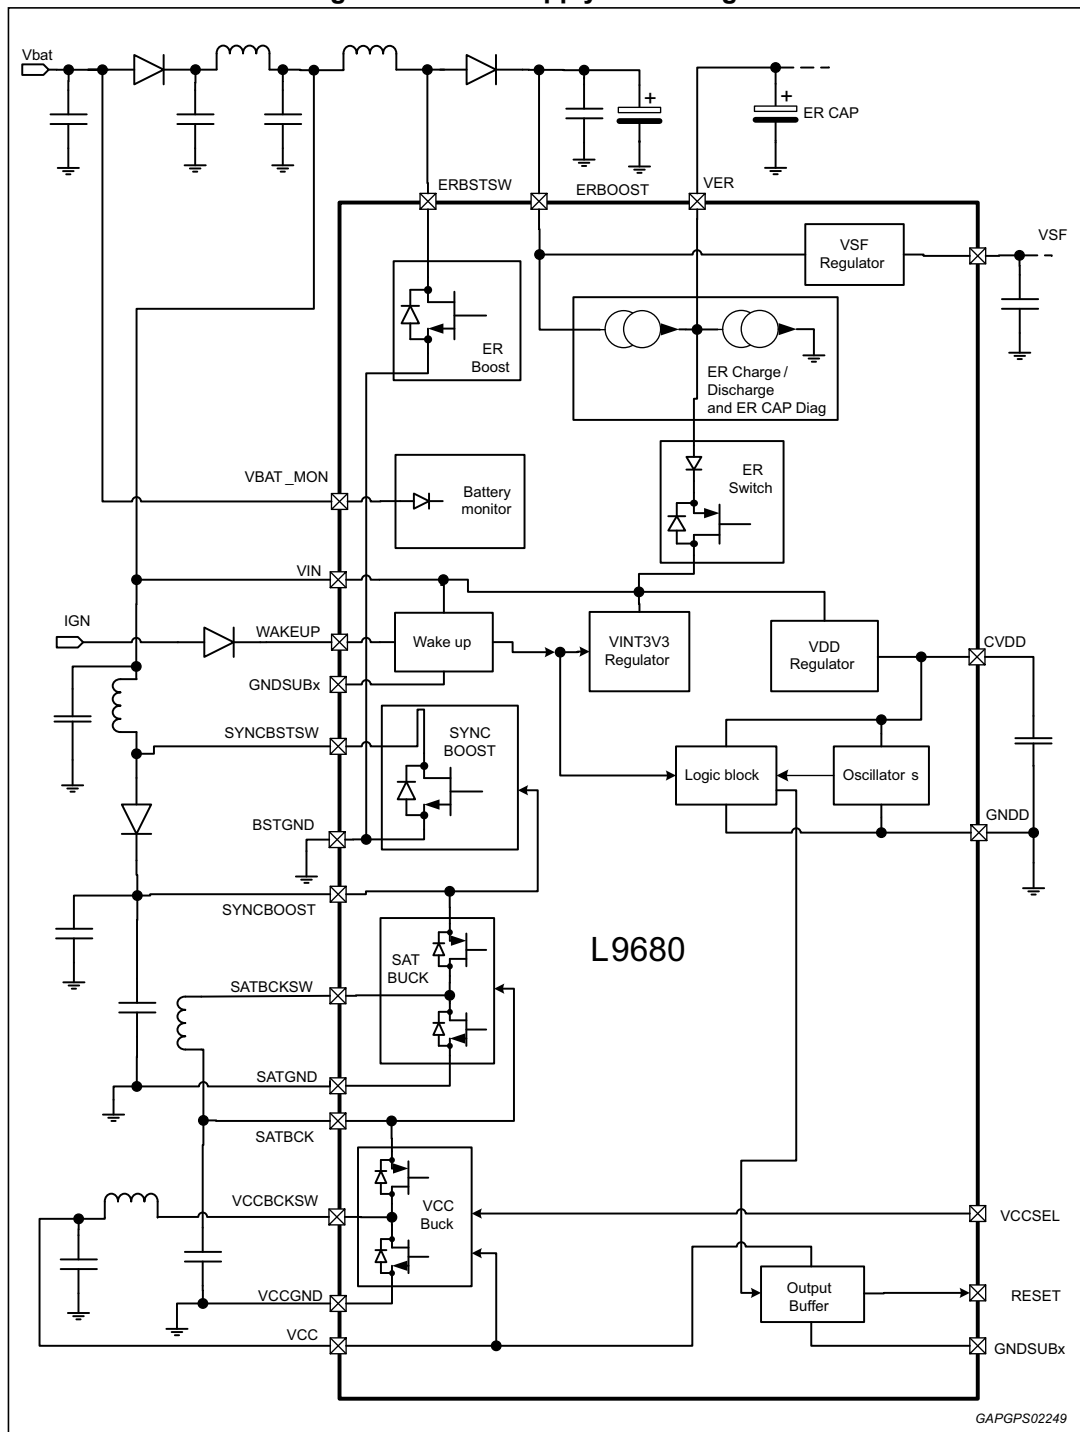 Vbat
+
+
ER CAP
ERBSTSW
ERBOOST
VER
VSF
Regulator
VSF
ER
Boost
ER Charge /
Discharge
and ER CAP Diag
VBAT_MON
Battery
monitor
ER
Switch
VIN
IGN
WAKEUP
Wake up
VINT3V3
Regulator
VDD
Regulator
CVDD
GNDSUBx
SYNCBSTSW
SYNC
BOOST
Logic block
Oscillator s
BSTGND
GNDD
SYNCBOOST
L9680
SAT
BUCK
SATBCKSW
SATGND
SATBCK
VCCBCKSW
VCC
Buck
VCCSEL
VCCGND
Output
Buffer
RESET
VCC
GNDSUBx
GAPGPS02249